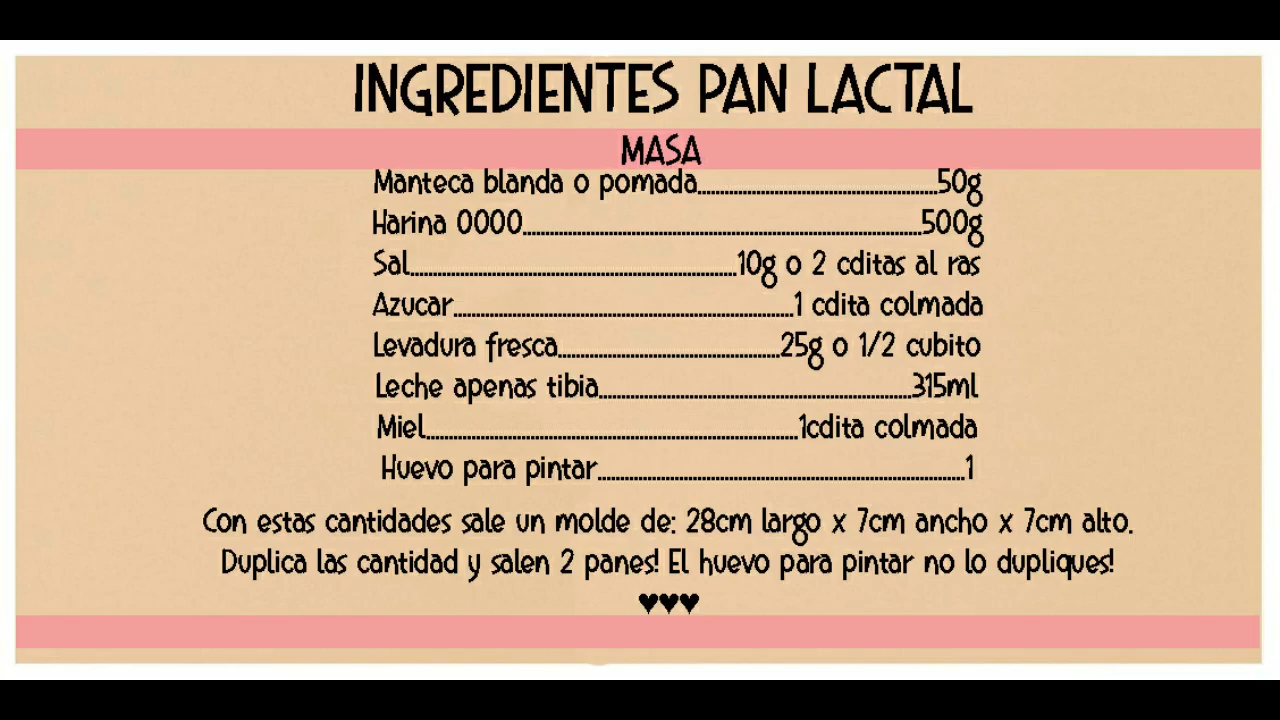 INGREDIENTES PAN LACTAL
MASA
Manteca blanda o pomada........................50g
Harina 0000........................500g
Sal........................10g o 2 cditas al ras
Azucar........................1 cdita colmada
Levadura fresca........................25g o 1/2 cubito
Leche apenas tibia........................315ml
Miel........................1cdita colmada
Huevo para pintar........................1
Con estas cantidades sale un molde de: 28cm largo x 7cm ancho x 7cm alto.
Duplica las cantidad y salen 2 panes! El huevo para pintar no lo dupliques!
♥♥♥